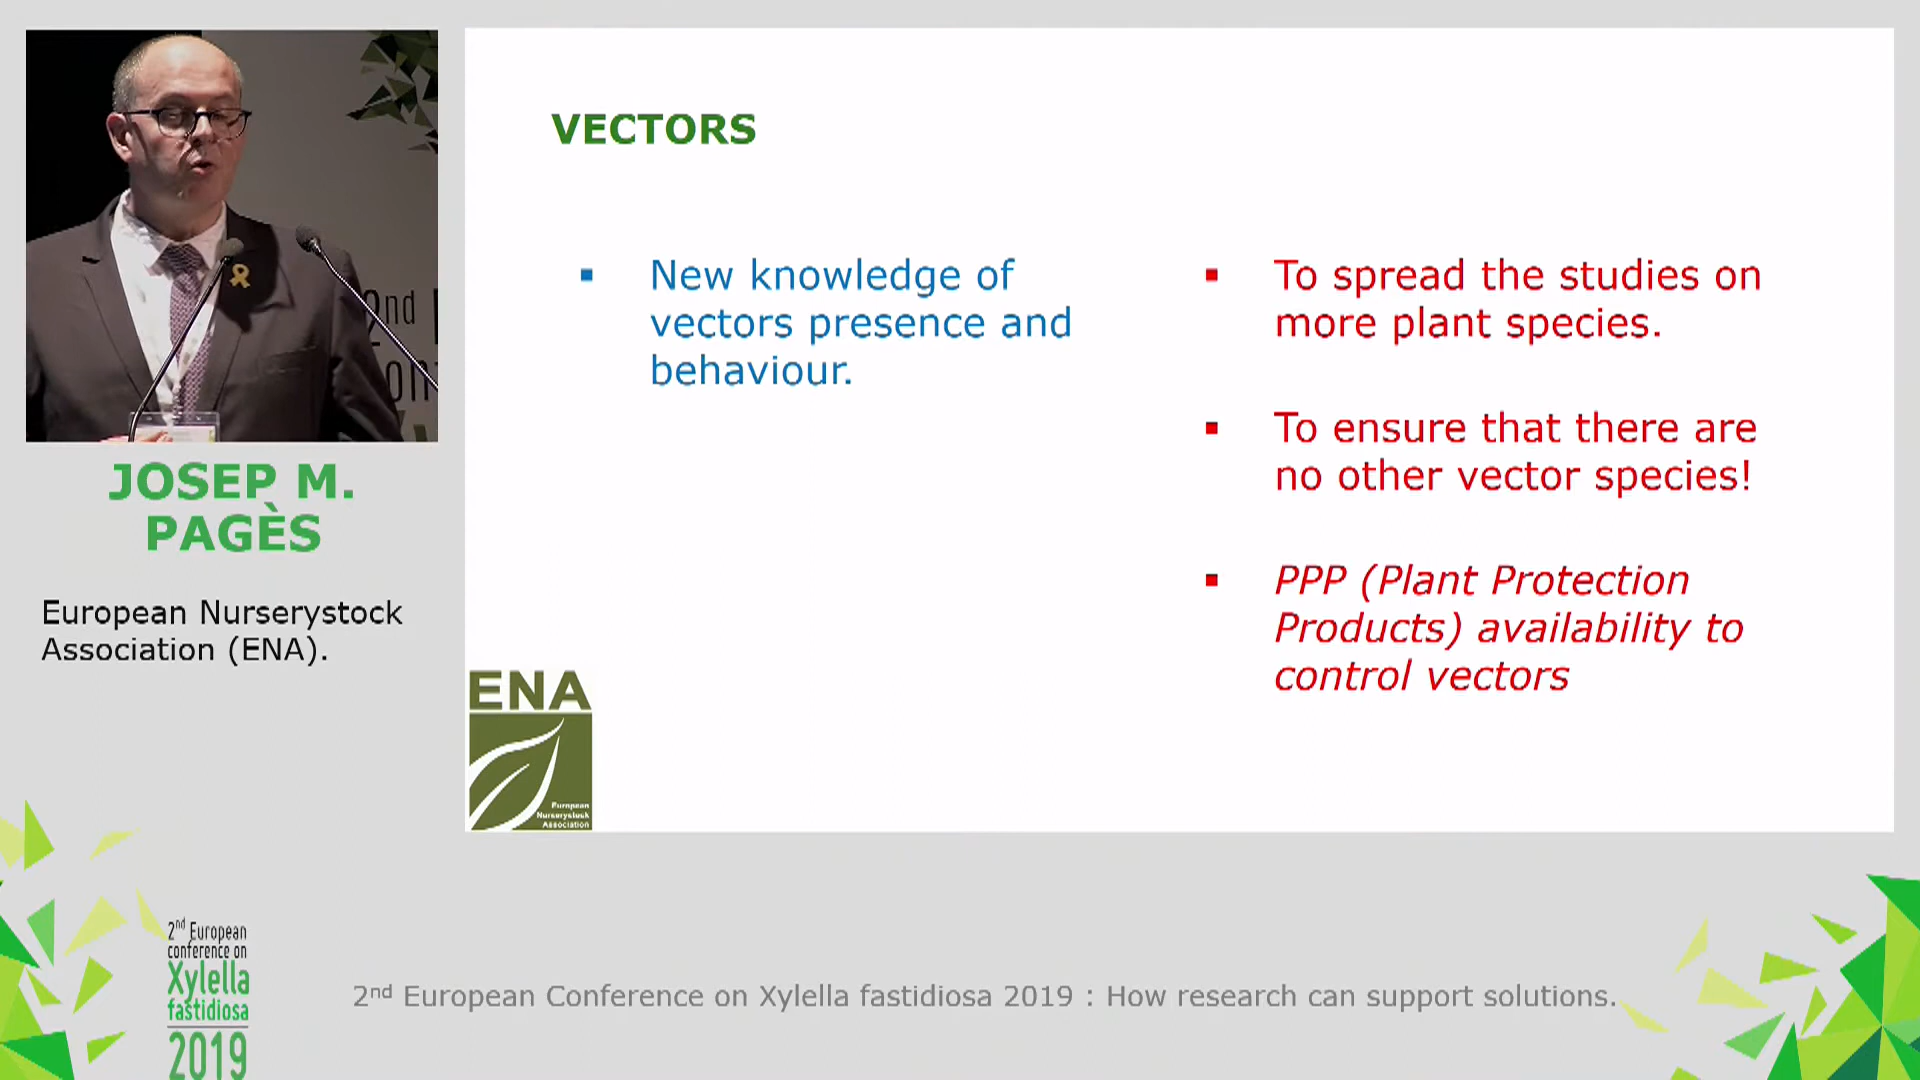 2nd
JOSEP M.
PAGÈS
European Nurserystock
Association (ENA).
VECTORS
▪ New knowledge of
vectors presence and
behaviour.
▪ To spread the studies on
more plant species.
▪ To ensure that there are
no other vector species!
▪ PPP (Plant Protection
Products) availability to
control vectors
ENA
European
Nurserystock
Association
2nd European
conference on
Xylella
fastidiosa
2019
2nd European Conference on Xylella fastidiosa 2019 : How research can support solutions.